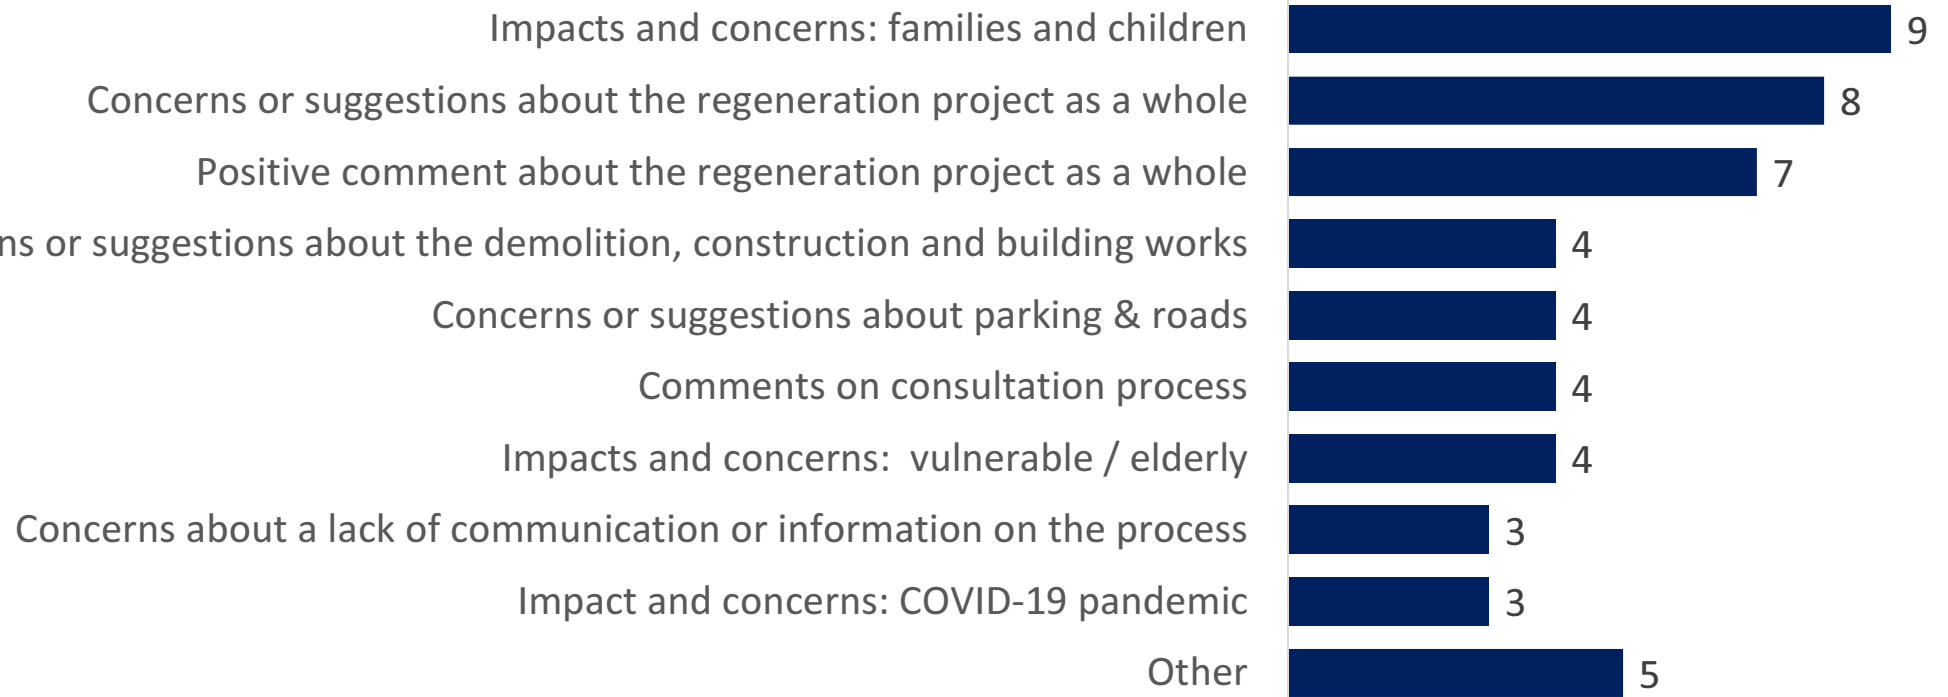 Impacts and concerns: families and children 9
Concerns or suggestions about the regeneration project as a whole 8
Positive comment about the regeneration project as a whole 7
or suggestions about the demolition, construction and building works 4
Concerns or suggestions about parking & roads 4
Comments on consultation process 4
Impacts and concerns:  vulnerable / elderly 4
Concerns about a lack of communication or information on the process 3
Impact and concerns: COVID-19 pandemic 3
Other 5